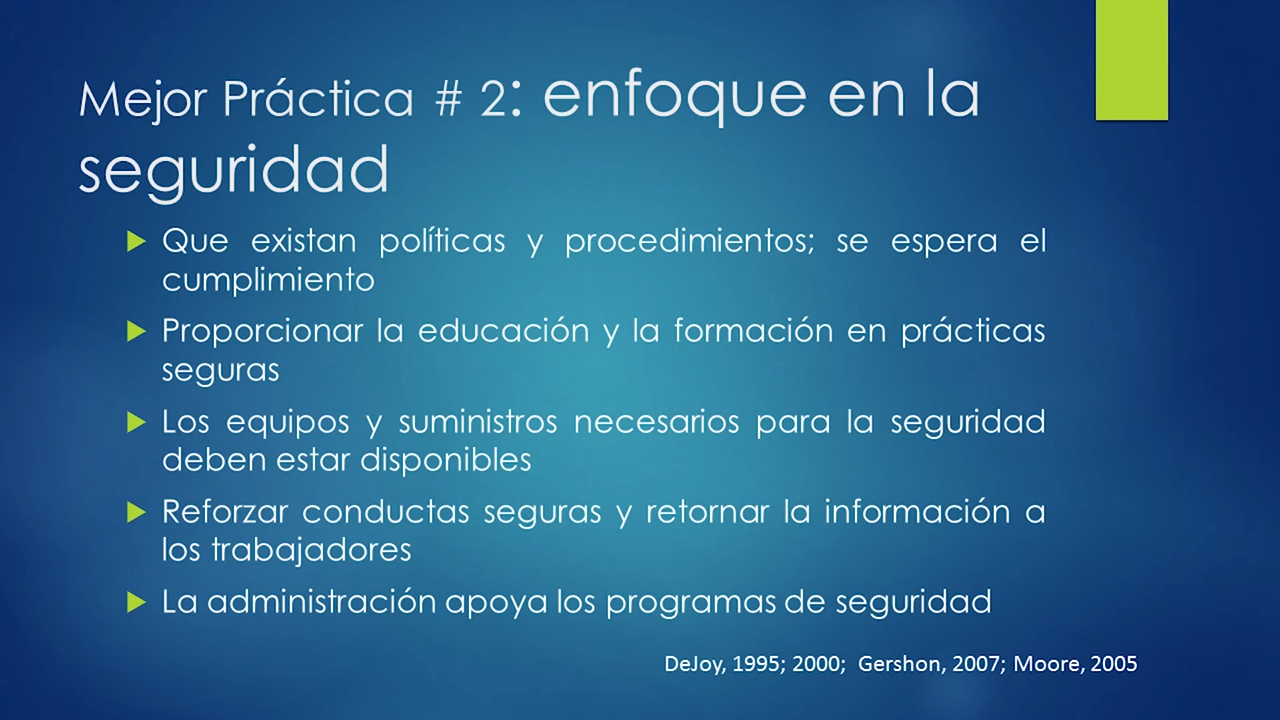 Mejor Práctica # 2: enfoque en la
seguridad
Que existan políticas y procedimientos; se espera el
cumplimiento
Proporcionar la educación y la formación en prácticas
seguras
Los equipos y suministros necesarios para la seguridad
deben estar disponibles
Reforzar conductas seguras y retornar la información a
los trabajadores
La administración apoya los programas de seguridad
DeJoy, 1995; 2000;  Gershon, 2007; Moore, 2005